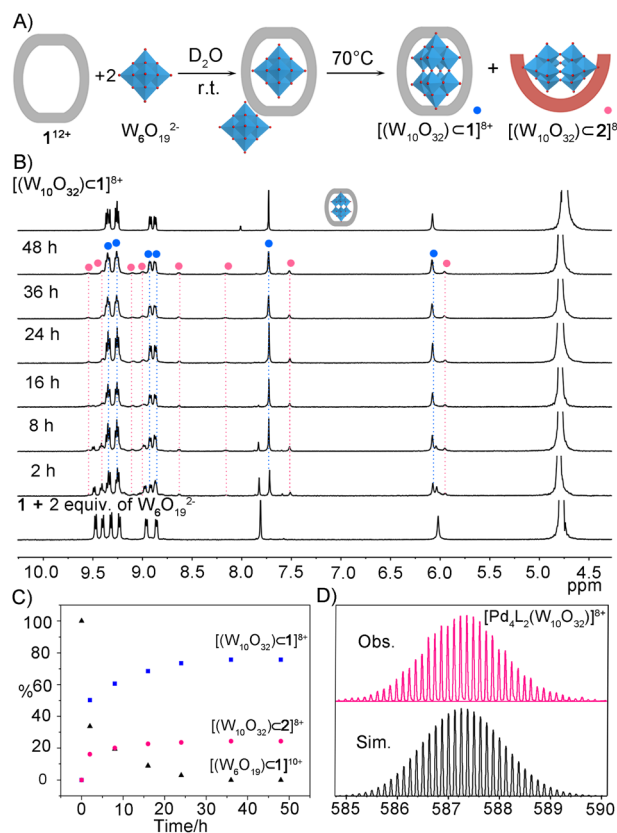 A)
+2
D₂O
r.t.
70°C
+
1¹²⁺
W₆O₁₉²⁻
[(W₁₀O₃₂)⊂1]⁸⁺
[(W₁₀O₃₂)⊂2]⁸
B)
[(W₁₀O₃₂)⊂1]⁸⁺
48 h
36 h
24 h
16 h
8 h
2 h
1 + 2 equiv. of W₆O₁₉²⁻
10.0 9.5 9.0 8.5 8.0 7.5 7.0 6.5 6.0 5.5 5.0 4.5
ppm
C)
100
80
%60
40
20
0
[(W₁₀O₃₂)⊂1]⁸⁺
[(W₁₀O₃₂)⊂2]⁸⁺
[(W₆O₁₉)⊂1]¹⁰⁺
0 10 20 30 40 50
Time/h
D)
[Pd₄L₂(W₁₀O₃₂)]⁸⁺
Obs.
Sim.
585 586 587 588 589 590